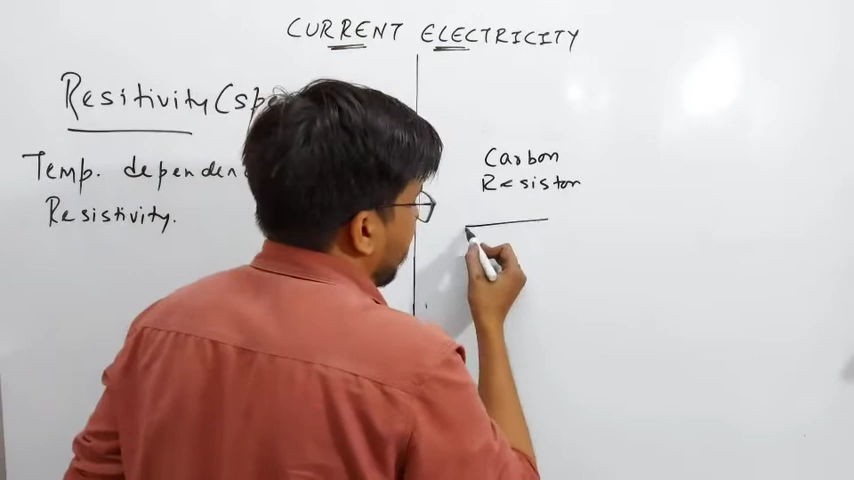 CURRENT ELECTRICITY
Resitivity (sp
Temp. dependen
Resistivity.
Carbon
Resistor